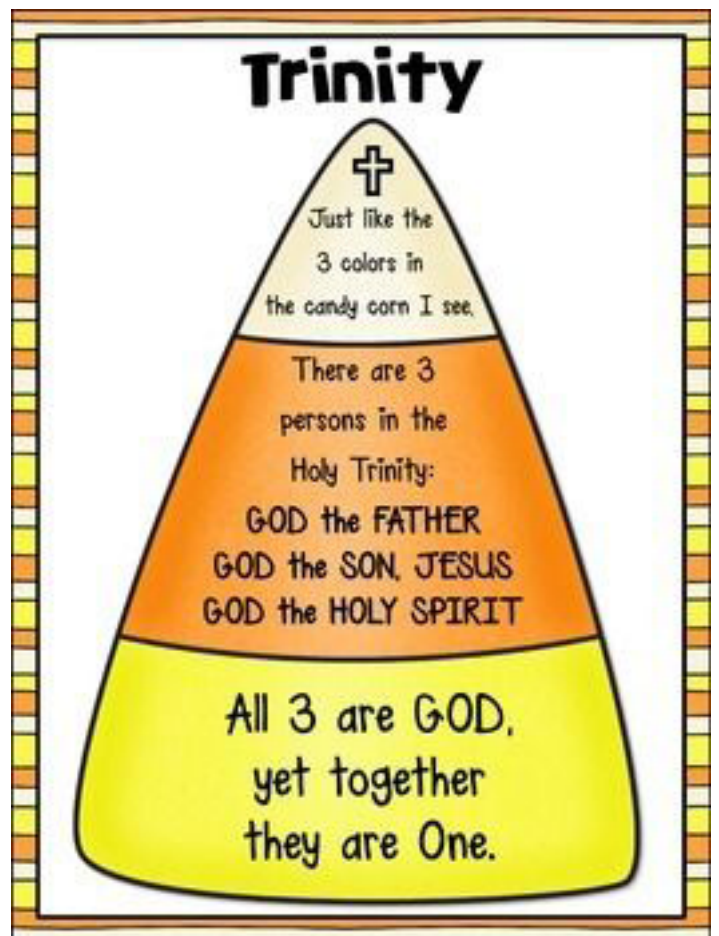 Trinity
Just like the
3 colors in
the candy corn I see,
There are 3
persons in the
Holy Trinity:
GOD the FATHER
GOD the SON, JESUS
GOD the HOLY SPIRIT
All 3 are GOD,
yet together
they are One.